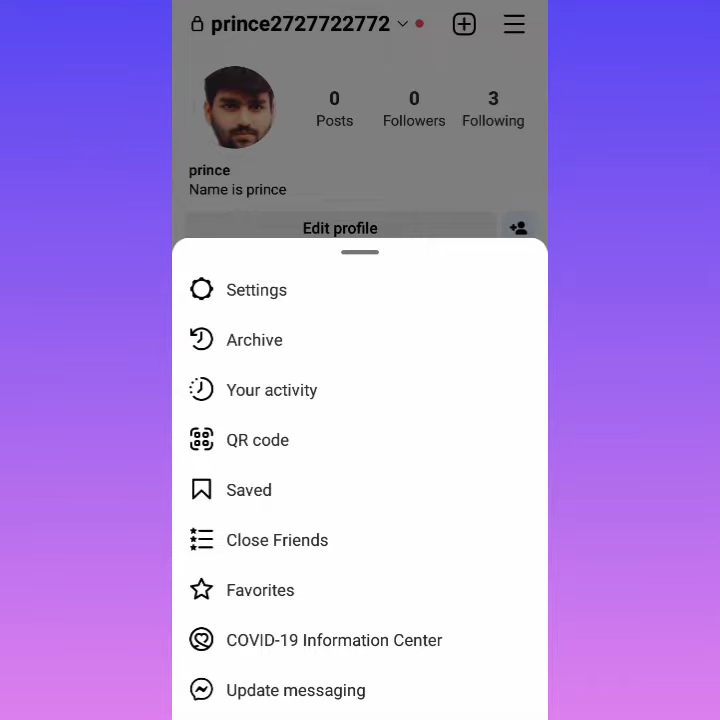 prince2727722772
0 0 3
Posts Followers Following
prince
Name is prince
Edit profile
Settings
Archive
Your activity
QR code
Saved
Close Friends
Favorites
COVID-19 Information Center
Update messaging